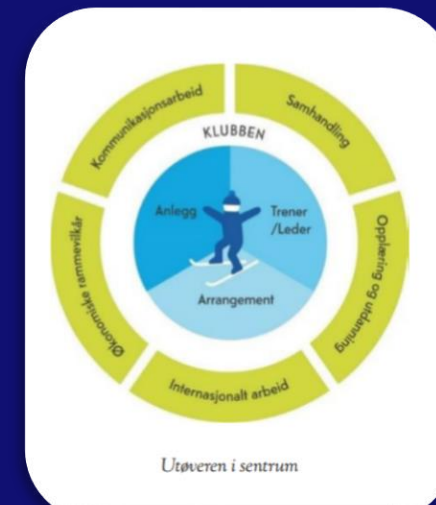 Kommunikasjonsarbeid
Samhandling
KLUBBEN
Anlegg
Trener
/Leder
Økonomiske rammevilkår
Opplæring og utdanning
Arrangement
Internasjonalt arbeid
Utøveren i sentrum